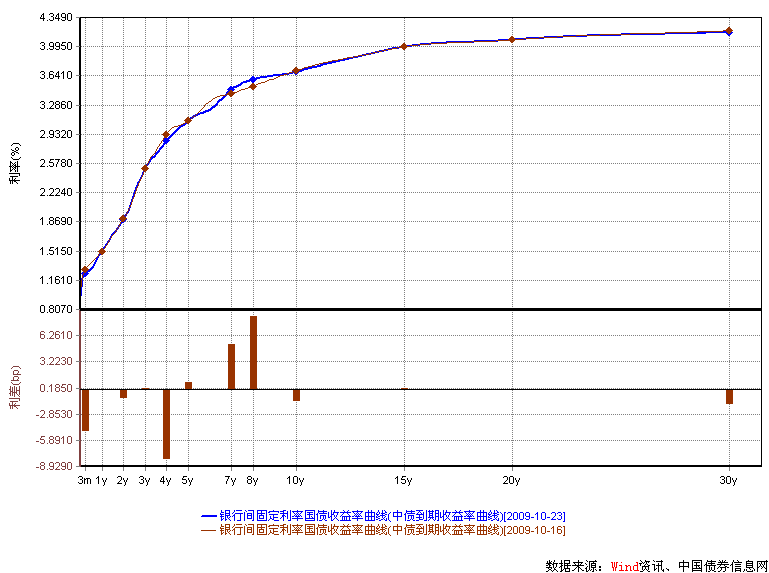 4.3490
3.9950
3.6410
3.2860
2.9320
2.5780
2.2240
1.8690
1.5150
1.1610
0.8070
利率(%)
6.2610
3.2230
0.1850
-2.8530
-5.8910
-8.9290
利差(bp)
3m 1y 2y 3y 4y 5y 7y 8y 10y 15y 20y 30y
银行间固定利率国债收益率曲线(中债到期收益率曲线)[2009-10-23]
银行间固定利率国债收益率曲线(中债到期收益率曲线)[2009-10-16]
数据来源：Wind资讯、中国债券信息网